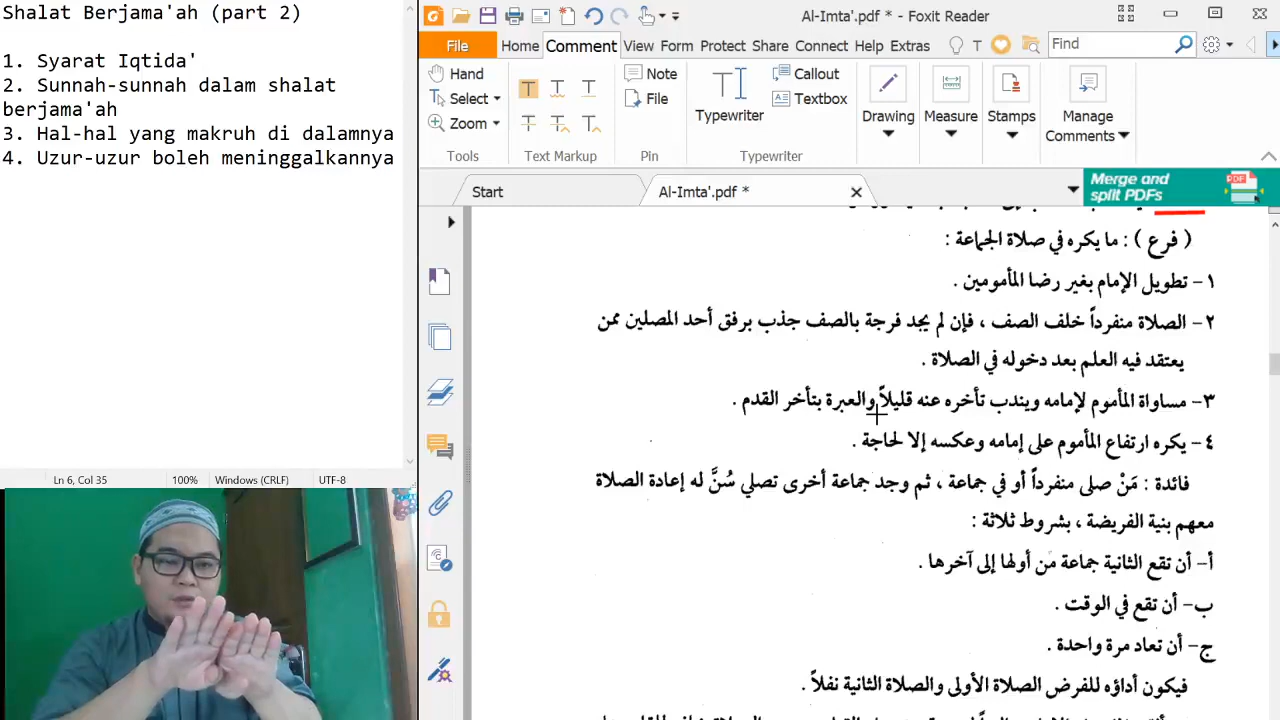 Shalat Berjama'ah (part 2)
1. Syarat Iqtida'
2. Sunnah-sunnah dalam shalat
berjama'ah
3. Hal-hal yang makruh di dalamnya
4. Uzur-uzur boleh meninggalkannya
Ln 6, Col 35
100%
Windows (CRLF)
UTF-8
Al-Imta'.pdf * - Foxit Reader
File
Home
Comment
View
Form
Protect
Share
Connect
Help
Extras
Find
Hand
Select
Zoom
Tools
Text Markup
Note
File
Pin
Typewriter
Callout
Textbox
Typewriter
Drawing
Measure
Stamps
Manage
Comments
Start
Al-Imta'.pdf *
Merge and
split PDFs
PDF
( فرع ) : ما يكره في صلاة الجماعة :
١- تطويل الإمام بغير رضا المأمومين .
٢- الصلاة منفرداً خلف الصف ، فإن لم يجد فرجة بالصف جذب برفق أحد المصلين ممن
يعتقد فيه العلم بعد دخوله في الصلاة .
٣- مساواة المأموم لإمامه ويندب تأخره عنه قليلاً والعبرة بتأخر القدم .
٤- يكره ارتفاع المأموم على إمامه وعكسه إلا لحاجة .
فائدة : مَنْ صلى منفرداً أو في جماعة ، ثم وجد جماعة أخرى تصلي سُنَّ له إعادة الصلاة
معهم بنية الفريضة ، بشروط ثلاثة :
أ- أن تقع الثانية جماعة من أولها إلى آخرها .
ب- أن تقع في الوقت .
ج- أن تعاد مرة واحدة .
فيكون أداؤه للفرض الصلاة الأولى والصلاة الثانية نفلاً .